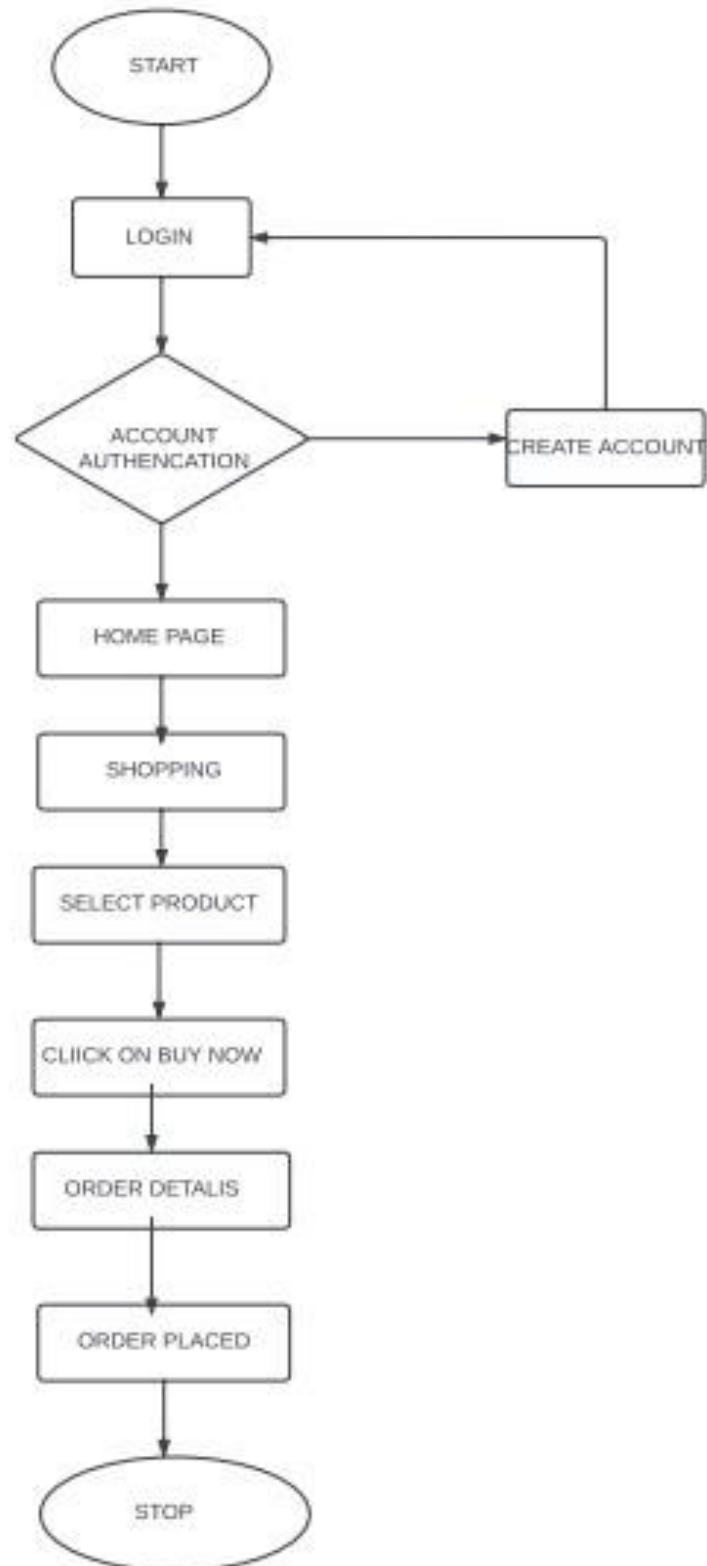 START
LOGIN
ACCOUNT
AUTHENCATION
CREATE ACCOUNT
HOME PAGE
SHOPPING
SELECT PRODUCT
CLIICK ON BUY NOW
ORDER DETALIS
ORDER PLACED
STOP